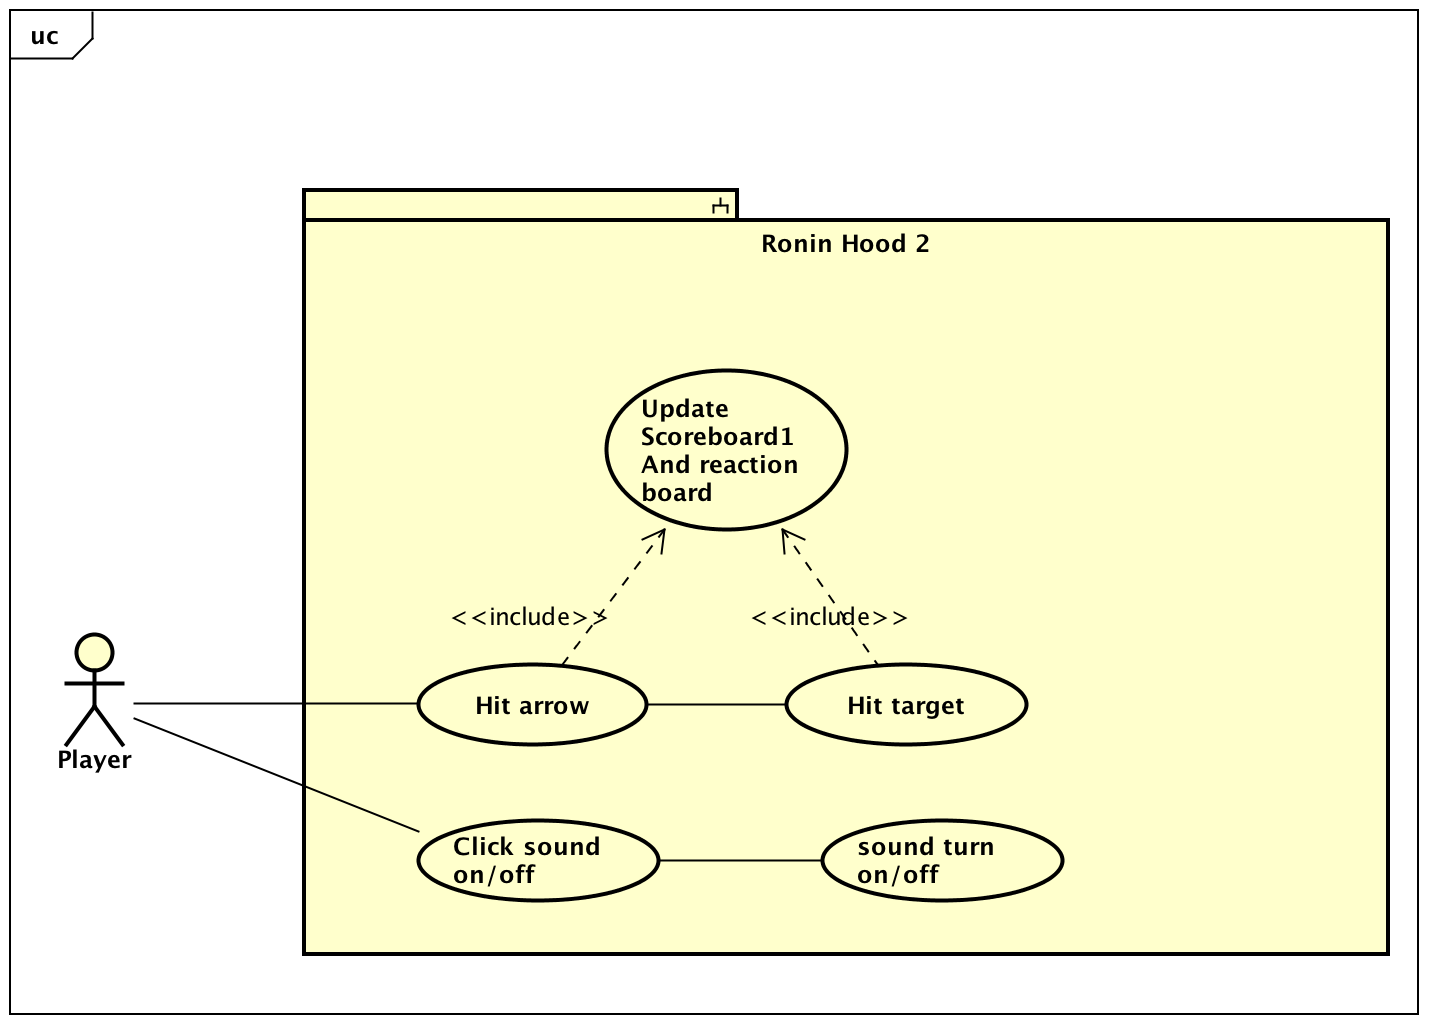 uc
Ronin Hood 2
Update
Scoreboard1
And reaction
board
<<include>>
<<include>>
Hit arrow
Hit target
Player
Click sound
on/off
sound turn
on/off